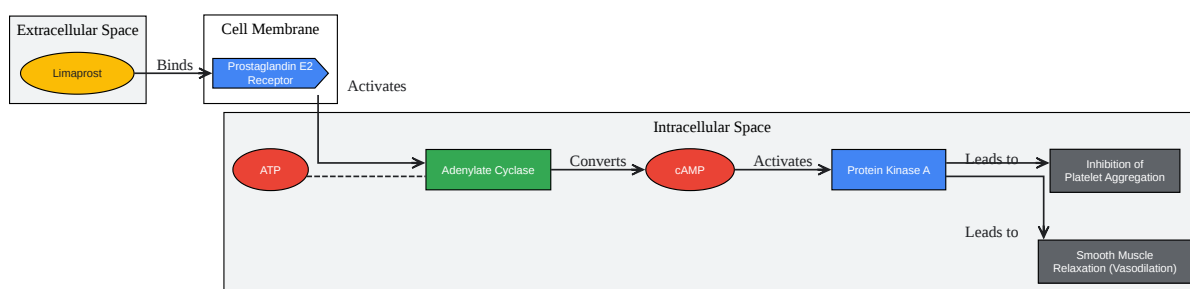 Extracellular Space
Cell Membrane
Limaprost
Binds
Prostaglandin E2
Receptor
Activates
Intracellular Space
ATP
Adenylate Cyclase
Converts
cAMP
Activates
Protein Kinase A
Leads to
Inhibition of
Platelet Aggregation
Leads to
Smooth Muscle
Relaxation (Vasodilation)